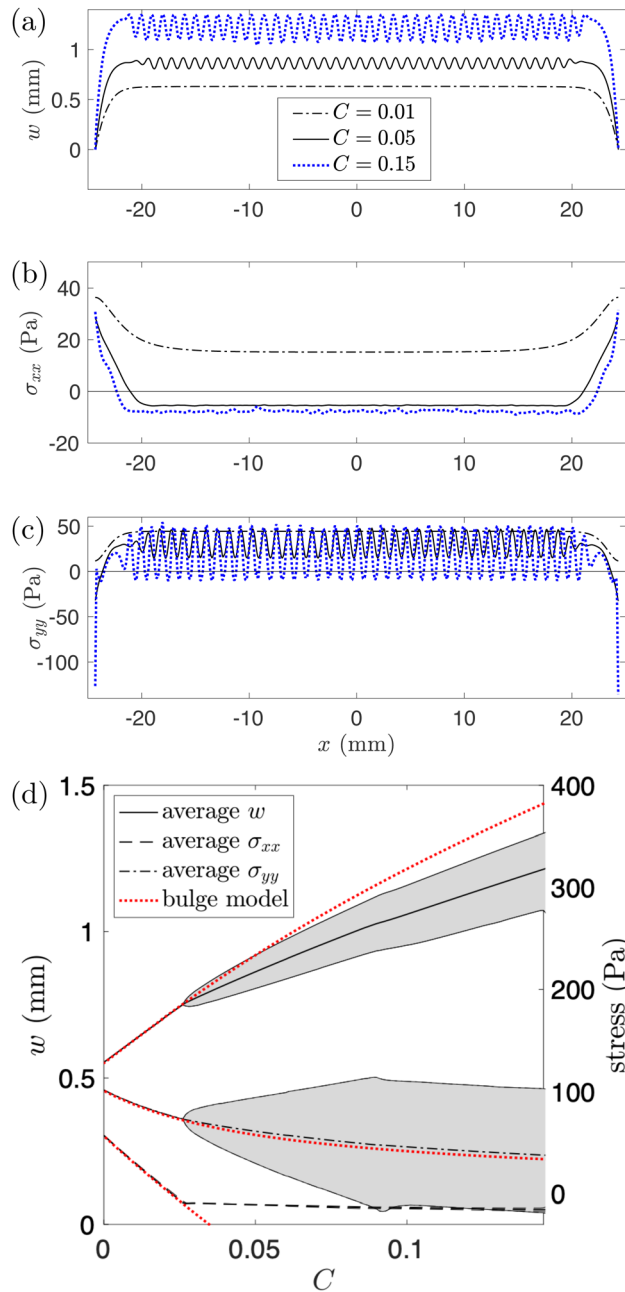 (a)
1
0.5
0
w (mm)
C = 0.01
C = 0.05
C = 0.15
-20 -10 0 10 20
(b)
40
20
0
-20
σxx (Pa)
-20 -10 0 10 20
(c)
50
0
-50
-100
σyy (Pa)
-20 -10 0 10 20
x (mm)
(d)
1.5
1
0.5
0
w (mm)
average w
average σxx
average σyy
bulge model
400
300
200
100
0
stress (Pa)
0 0.05 0.1
C